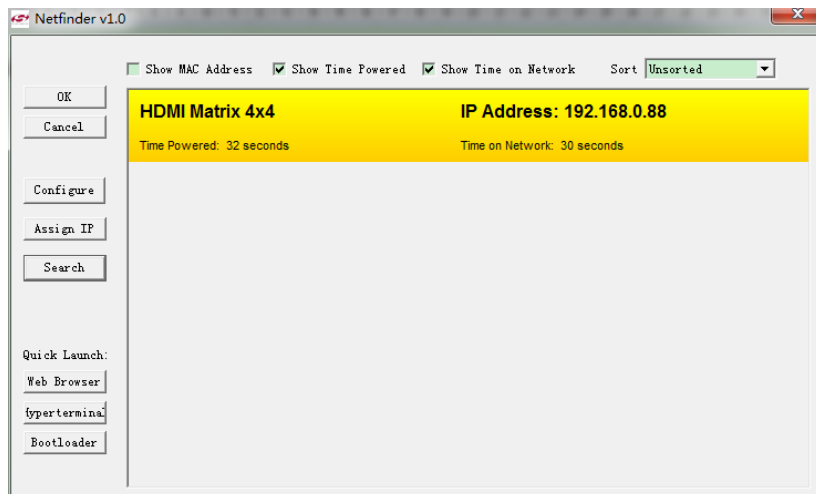 Netfinder v1.0
Show MAC Address Show Time Powered Show Time on Network Sort Unsorted
OK
Cancel
HDMI Matrix 4x4 IP Address: 192.168.0.88
Time Powered: 32 seconds Time on Network: 30 seconds
Configure
Assign IP
Search
Quick Launch:
Web Browser
Hyperterminal
Bootloader